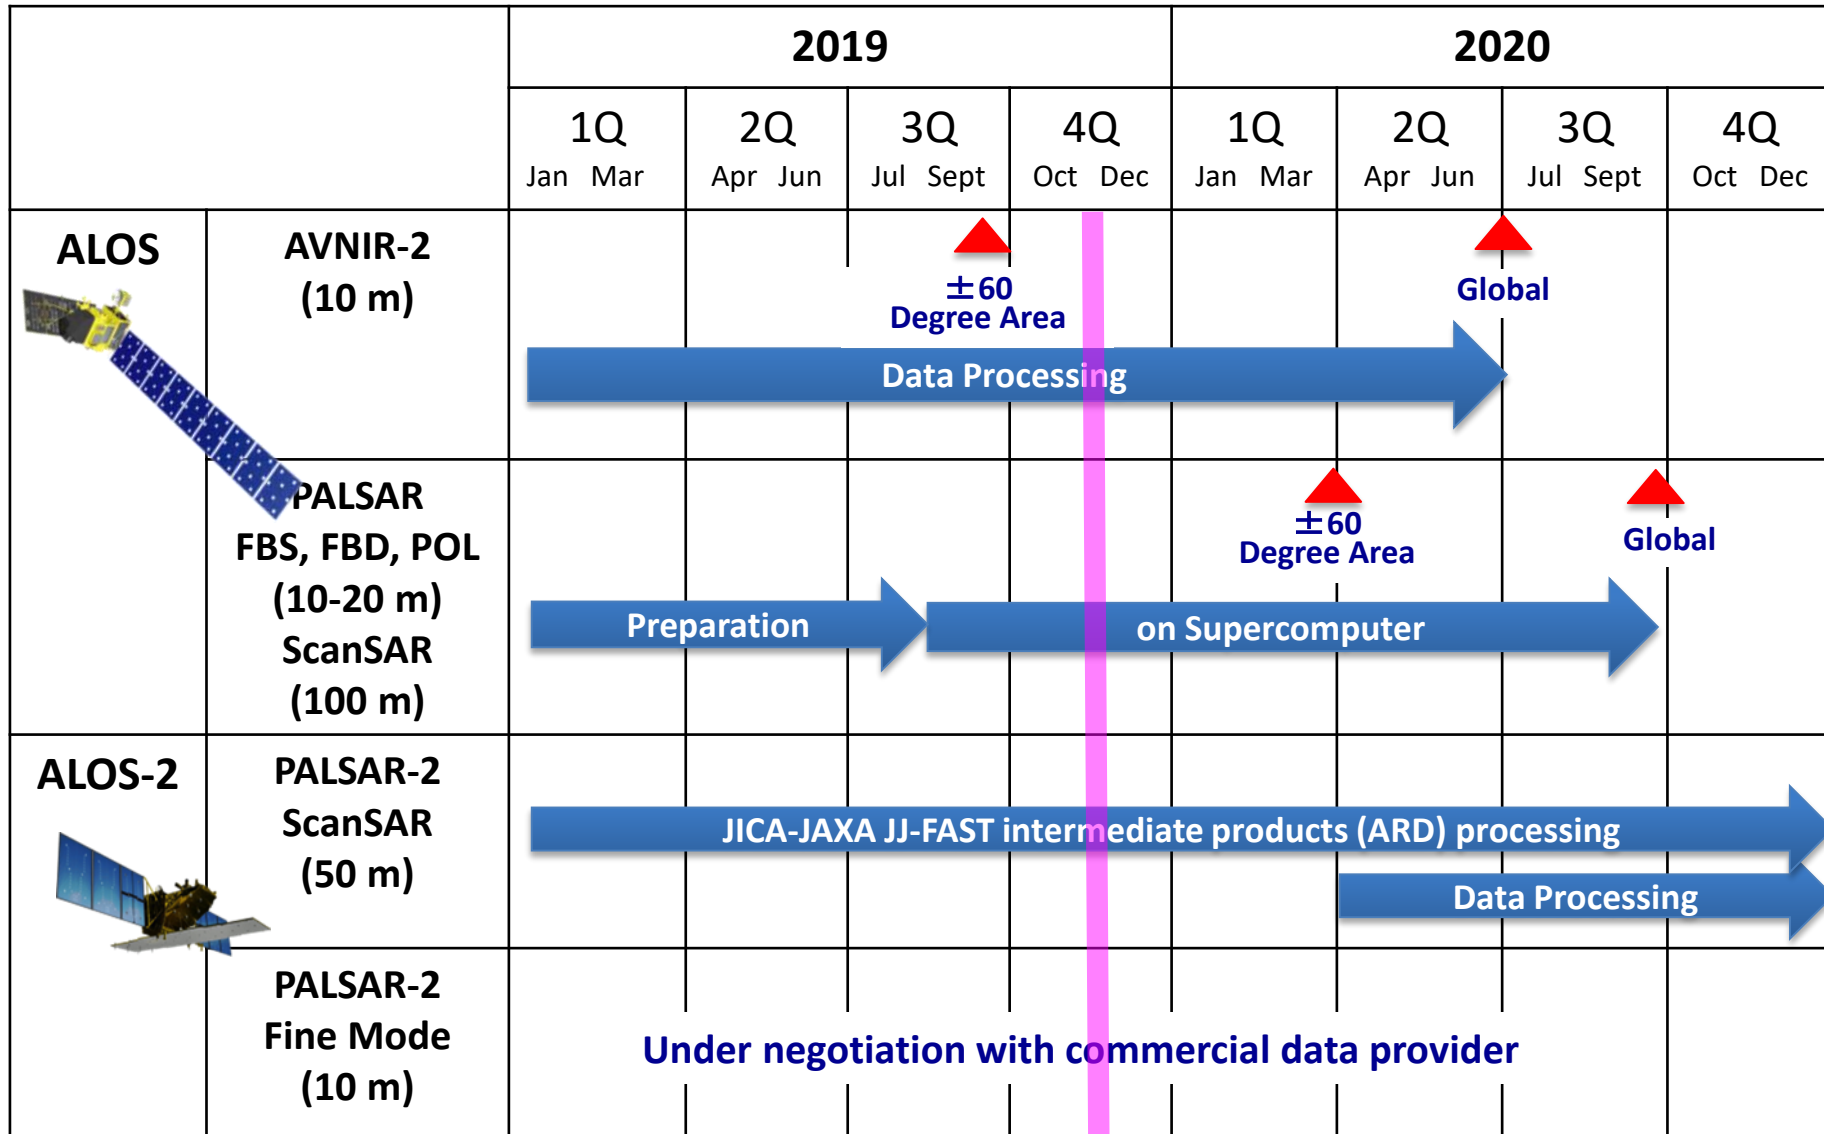 2019 2020
1Q 2Q 3Q 4Q 1Q 2Q 3Q 4Q
Jan Mar Apr Jun Jul Sept Oct Dec Jan Mar Apr Jun Jul Sept Oct Dec
ALOS
AVNIR-2
(10 m)
±60
Degree Area
Global
Data Processing
PALSAR
FBS, FBD, POL
(10-20 m)
ScanSAR
(100 m)
±60
Degree Area
Global
Preparation
on Supercomputer
ALOS-2
PALSAR-2
ScanSAR
(50 m)
JICA-JAXA JJ-FAST intermediate products (ARD) processing
Data Processing
PALSAR-2
Fine Mode
(10 m)
Under negotiation with commercial data provider